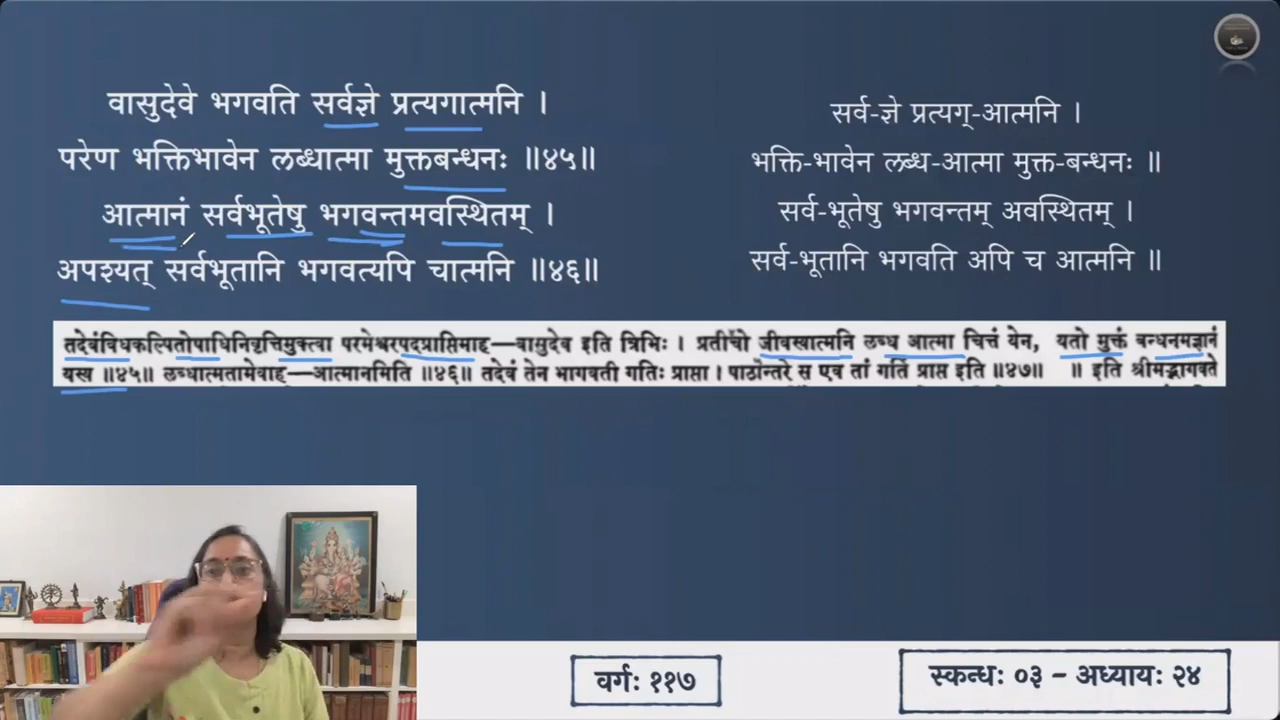 वासुदेवे भगवति सर्वज्ञे प्रत्यगात्मनि ।
परेण भक्तिभावेन लब्धात्मा मुक्तबन्धनः ॥४५॥
आत्मानं सर्वभूतेषु भगवन्तमवस्थितम् ।
अपश्यत् सर्वभूतानि भगवत्यपि चात्मनि ॥४६॥
सर्व-ज्ञे प्रत्यग्-आत्मनि ।
भक्ति-भावेन लब्ध-आत्मा मुक्त-बन्धनः ॥
सर्व-भूतेषु भगवन्तम् अवस्थितम् ।
सर्व-भूतानि भगवति अपि च आत्मनि ॥
तदेवंविधकल्पितोपाधिनिवृत्तिमुक्त्वा परमेश्वरपदप्राप्तिमाह—वासुदेव इति त्रिभिः । प्रतीचो जीवस्यात्मनि लब्ध आत्मा चित्तं येन, यतो मुक्तं बन्धनमज्ञानं
यस्य ॥४५॥ लब्धात्मतामेवाह—आत्मानमिति ॥४६॥ तदेवं तेन भागवती गतिः प्राप्ता । पाठान्तरे स एव तां गतिं प्राप्त इति ॥४७॥ ॥ इति श्रीमद्भागवते
वर्गः ११७
स्कन्धः ०३ – अध्यायः २४